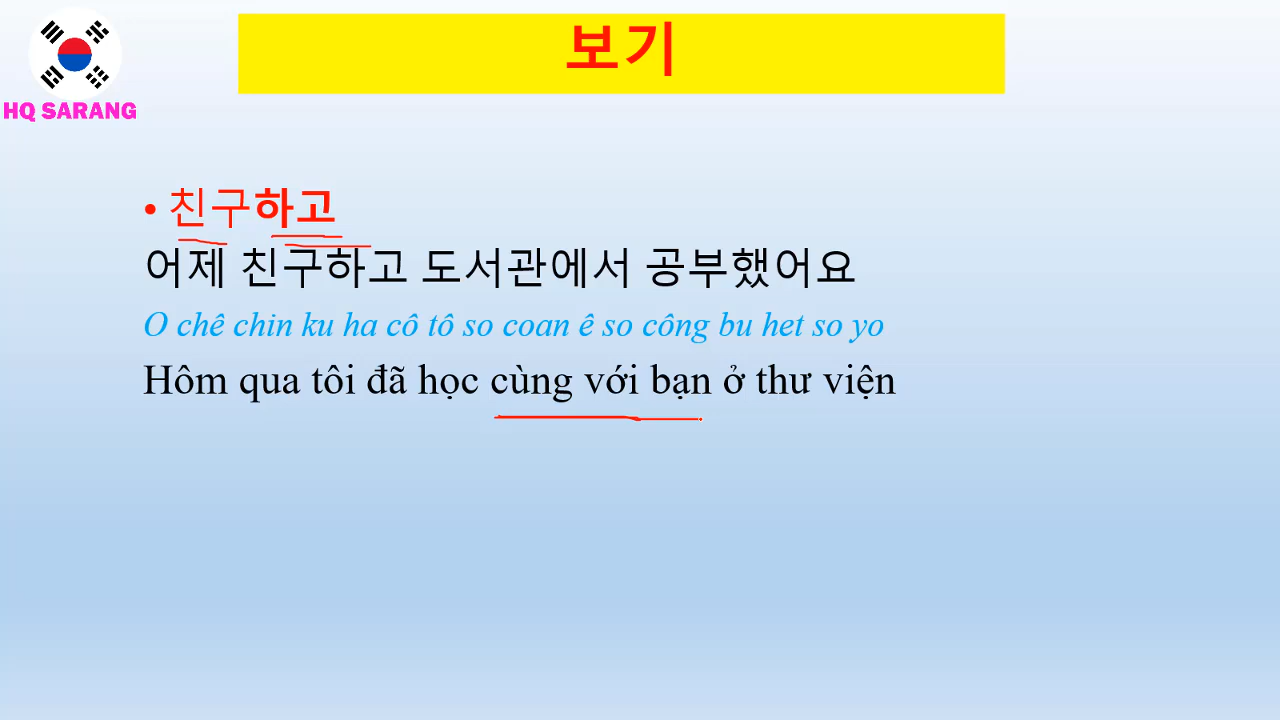 보기
HQ SARANG
• 친구하고
어제 친구하고 도서관에서 공부했어요
O chê chin ku ha cô tô so coan ê so công bu het so yo
Hôm qua tôi đã học cùng với bạn ở thư viện